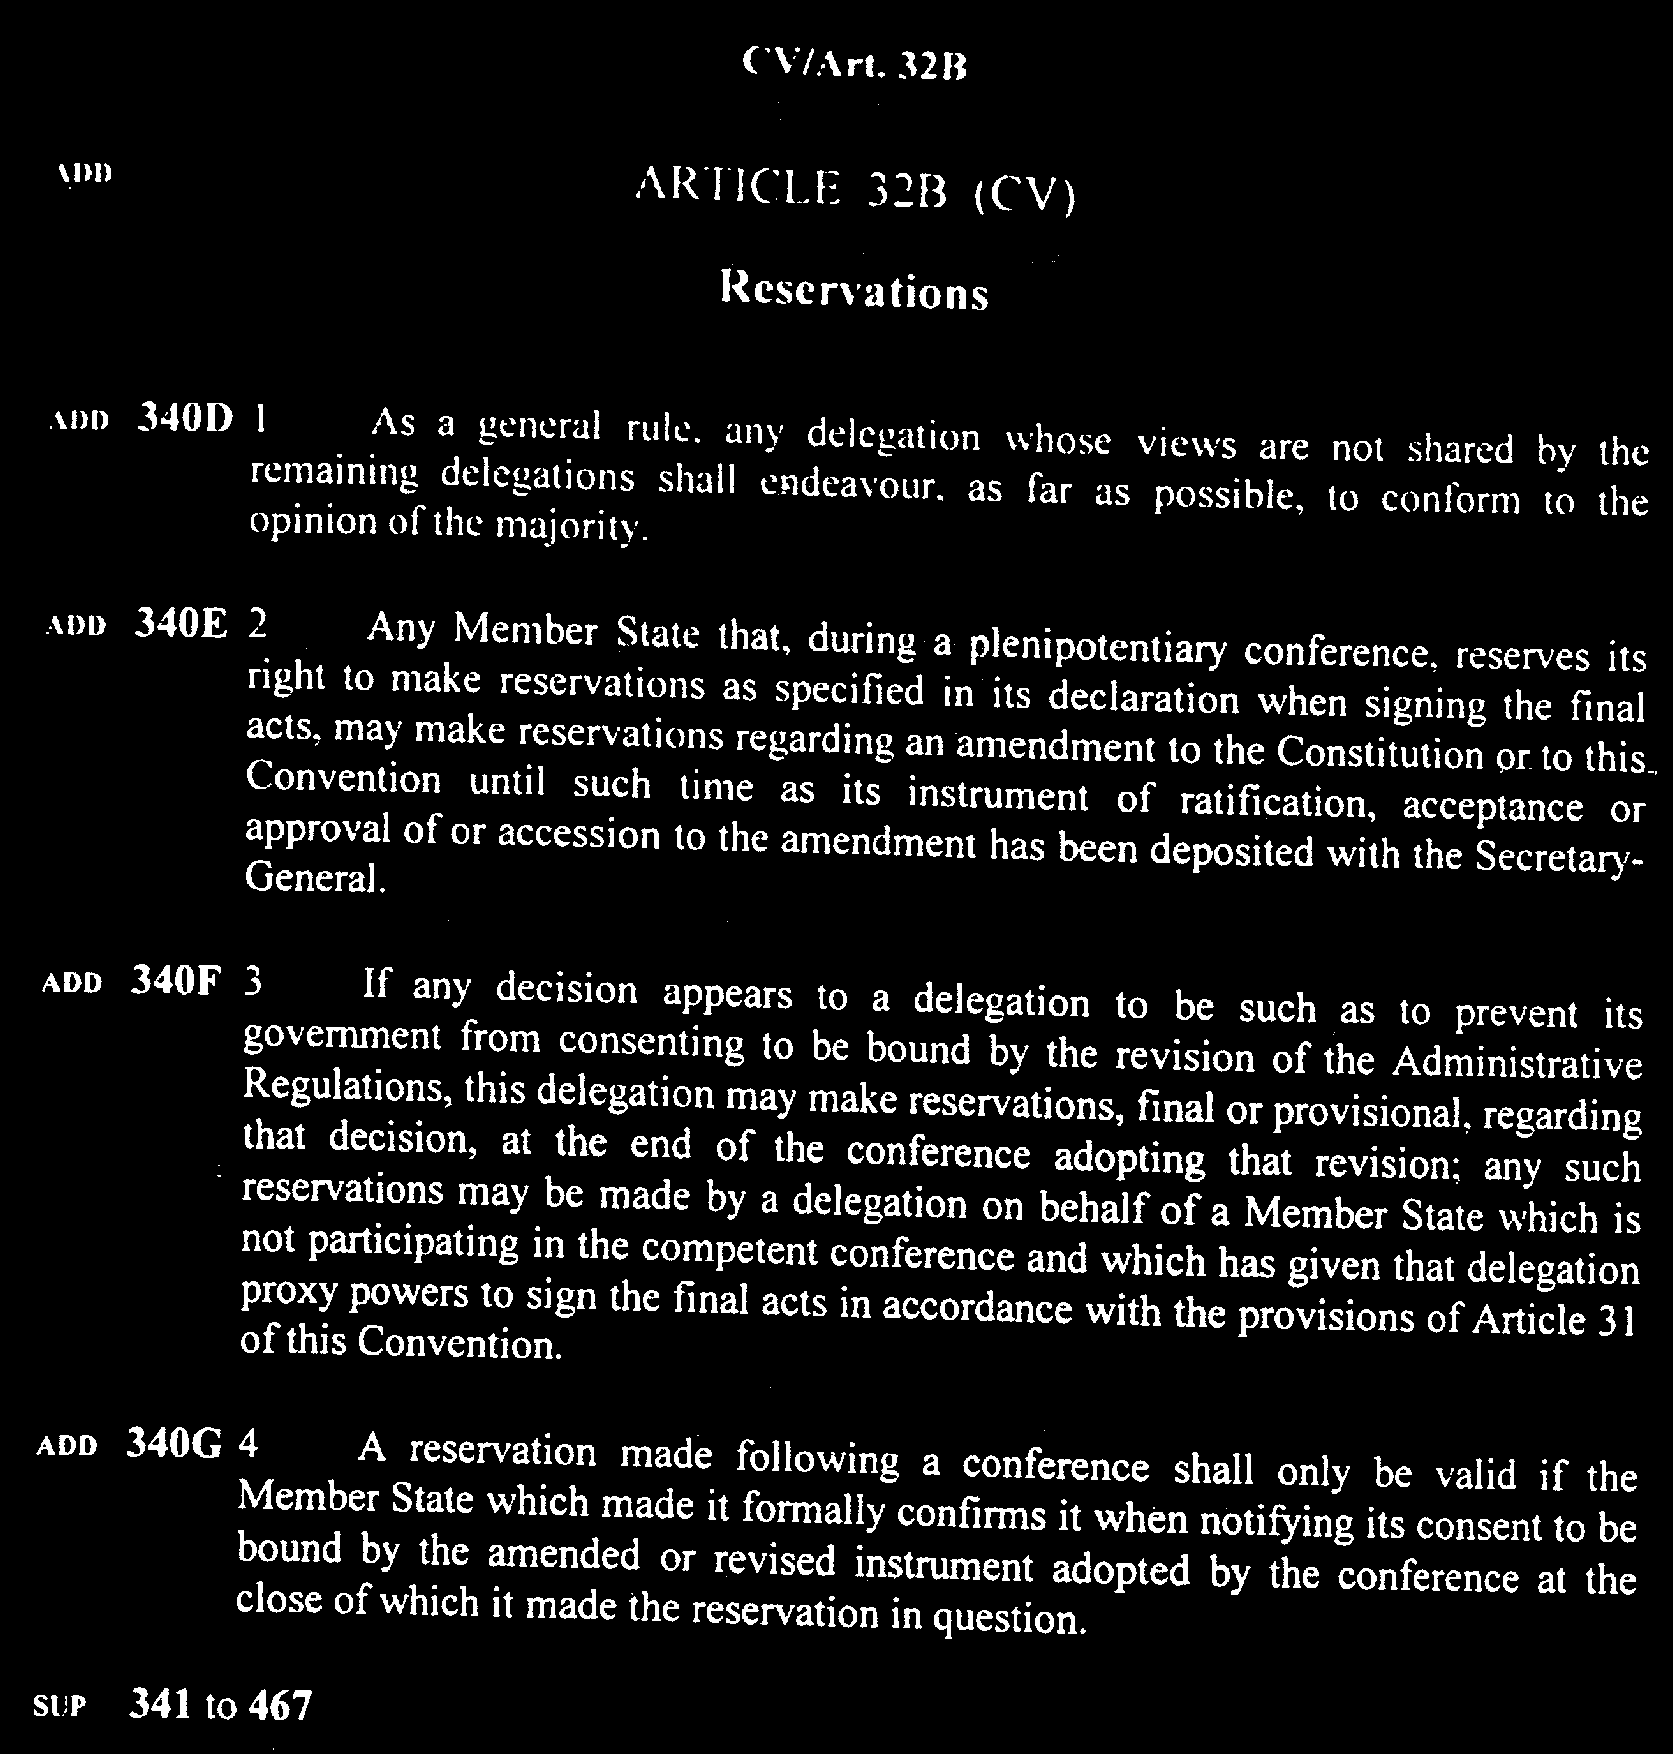 CV/Art. 32B
ADD ARTICLE 32B (CV)
Reservations
ADD 340D 1 As a general rule, any delegation whose views are not shared by the
remaining delegations shall endeavour, as far as possible, to conform to the
opinion of the majority.
ADD 340E 2 Any Member State that, during a plenipotentiary conference, reserves its
right to make reservations as specified in its declaration when signing the final
acts, may make reservations regarding an amendment to the Constitution or to this
Convention until such time as its instrument of ratification, acceptance or
approval of or accession to the amendment has been deposited with the Secretary-
General.
ADD 340F 3 If any decision appears to a delegation to be such as to prevent its
government from consenting to be bound by the revision of the Administrative
Regulations, this delegation may make reservations, final or provisional, regarding
that decision, at the end of the conference adopting that revision; any such
reservations may be made by a delegation on behalf of a Member State which is
not participating in the competent conference and which has given that delegation
proxy powers to sign the final acts in accordance with the provisions of Article 31
of this Convention.
ADD 340G 4 A reservation made following a conference shall only be valid if the
Member State which made it formally confirms it when notifying its consent to be
bound by the amended or revised instrument adopted by the conference at the
close of which it made the reservation in question.
SUP 341 to 467